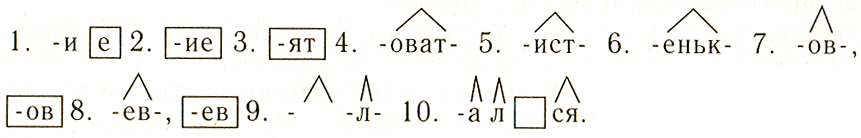 1. -и е 2. -ие 3. -ят 4. -оват- 5. -ист- 6. -еньк- 7. -ов-,
-ов 8. -ев-, -ев 9. - -л- 10. -а л ся.